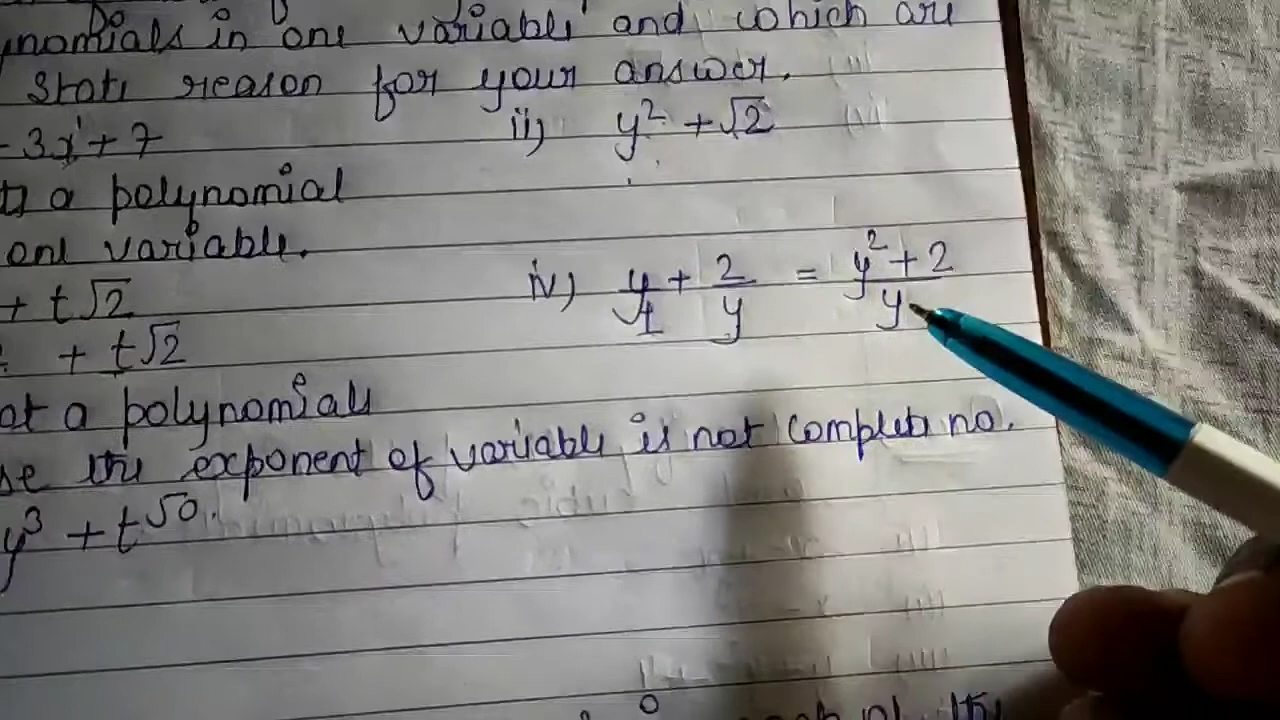 nomials in one variable and which are
State reason for your answer.
- 3x + 7 ii) y² + √2
a polynomial
one variable.
+ t√2 iv) y/1 + 2/y = y² + 2/y
+ t√2
at a polynomials
the exponent of variable is not complete no.
y³ + t√0.